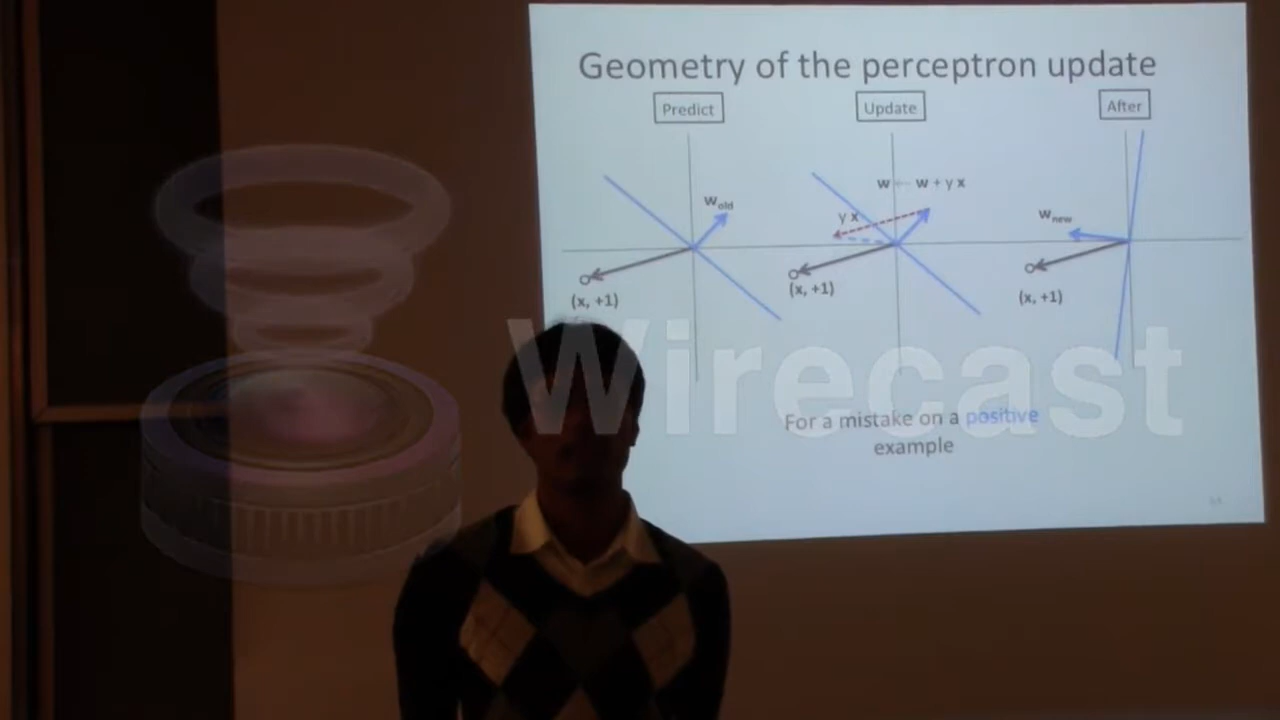 Geometry of the perceptron update
Predict
Update
After
w_old
(x, +1)
w ← w + y x
y x
(x, +1)
w_new
(x, +1)
For a mistake on a positive
example
Wirecast